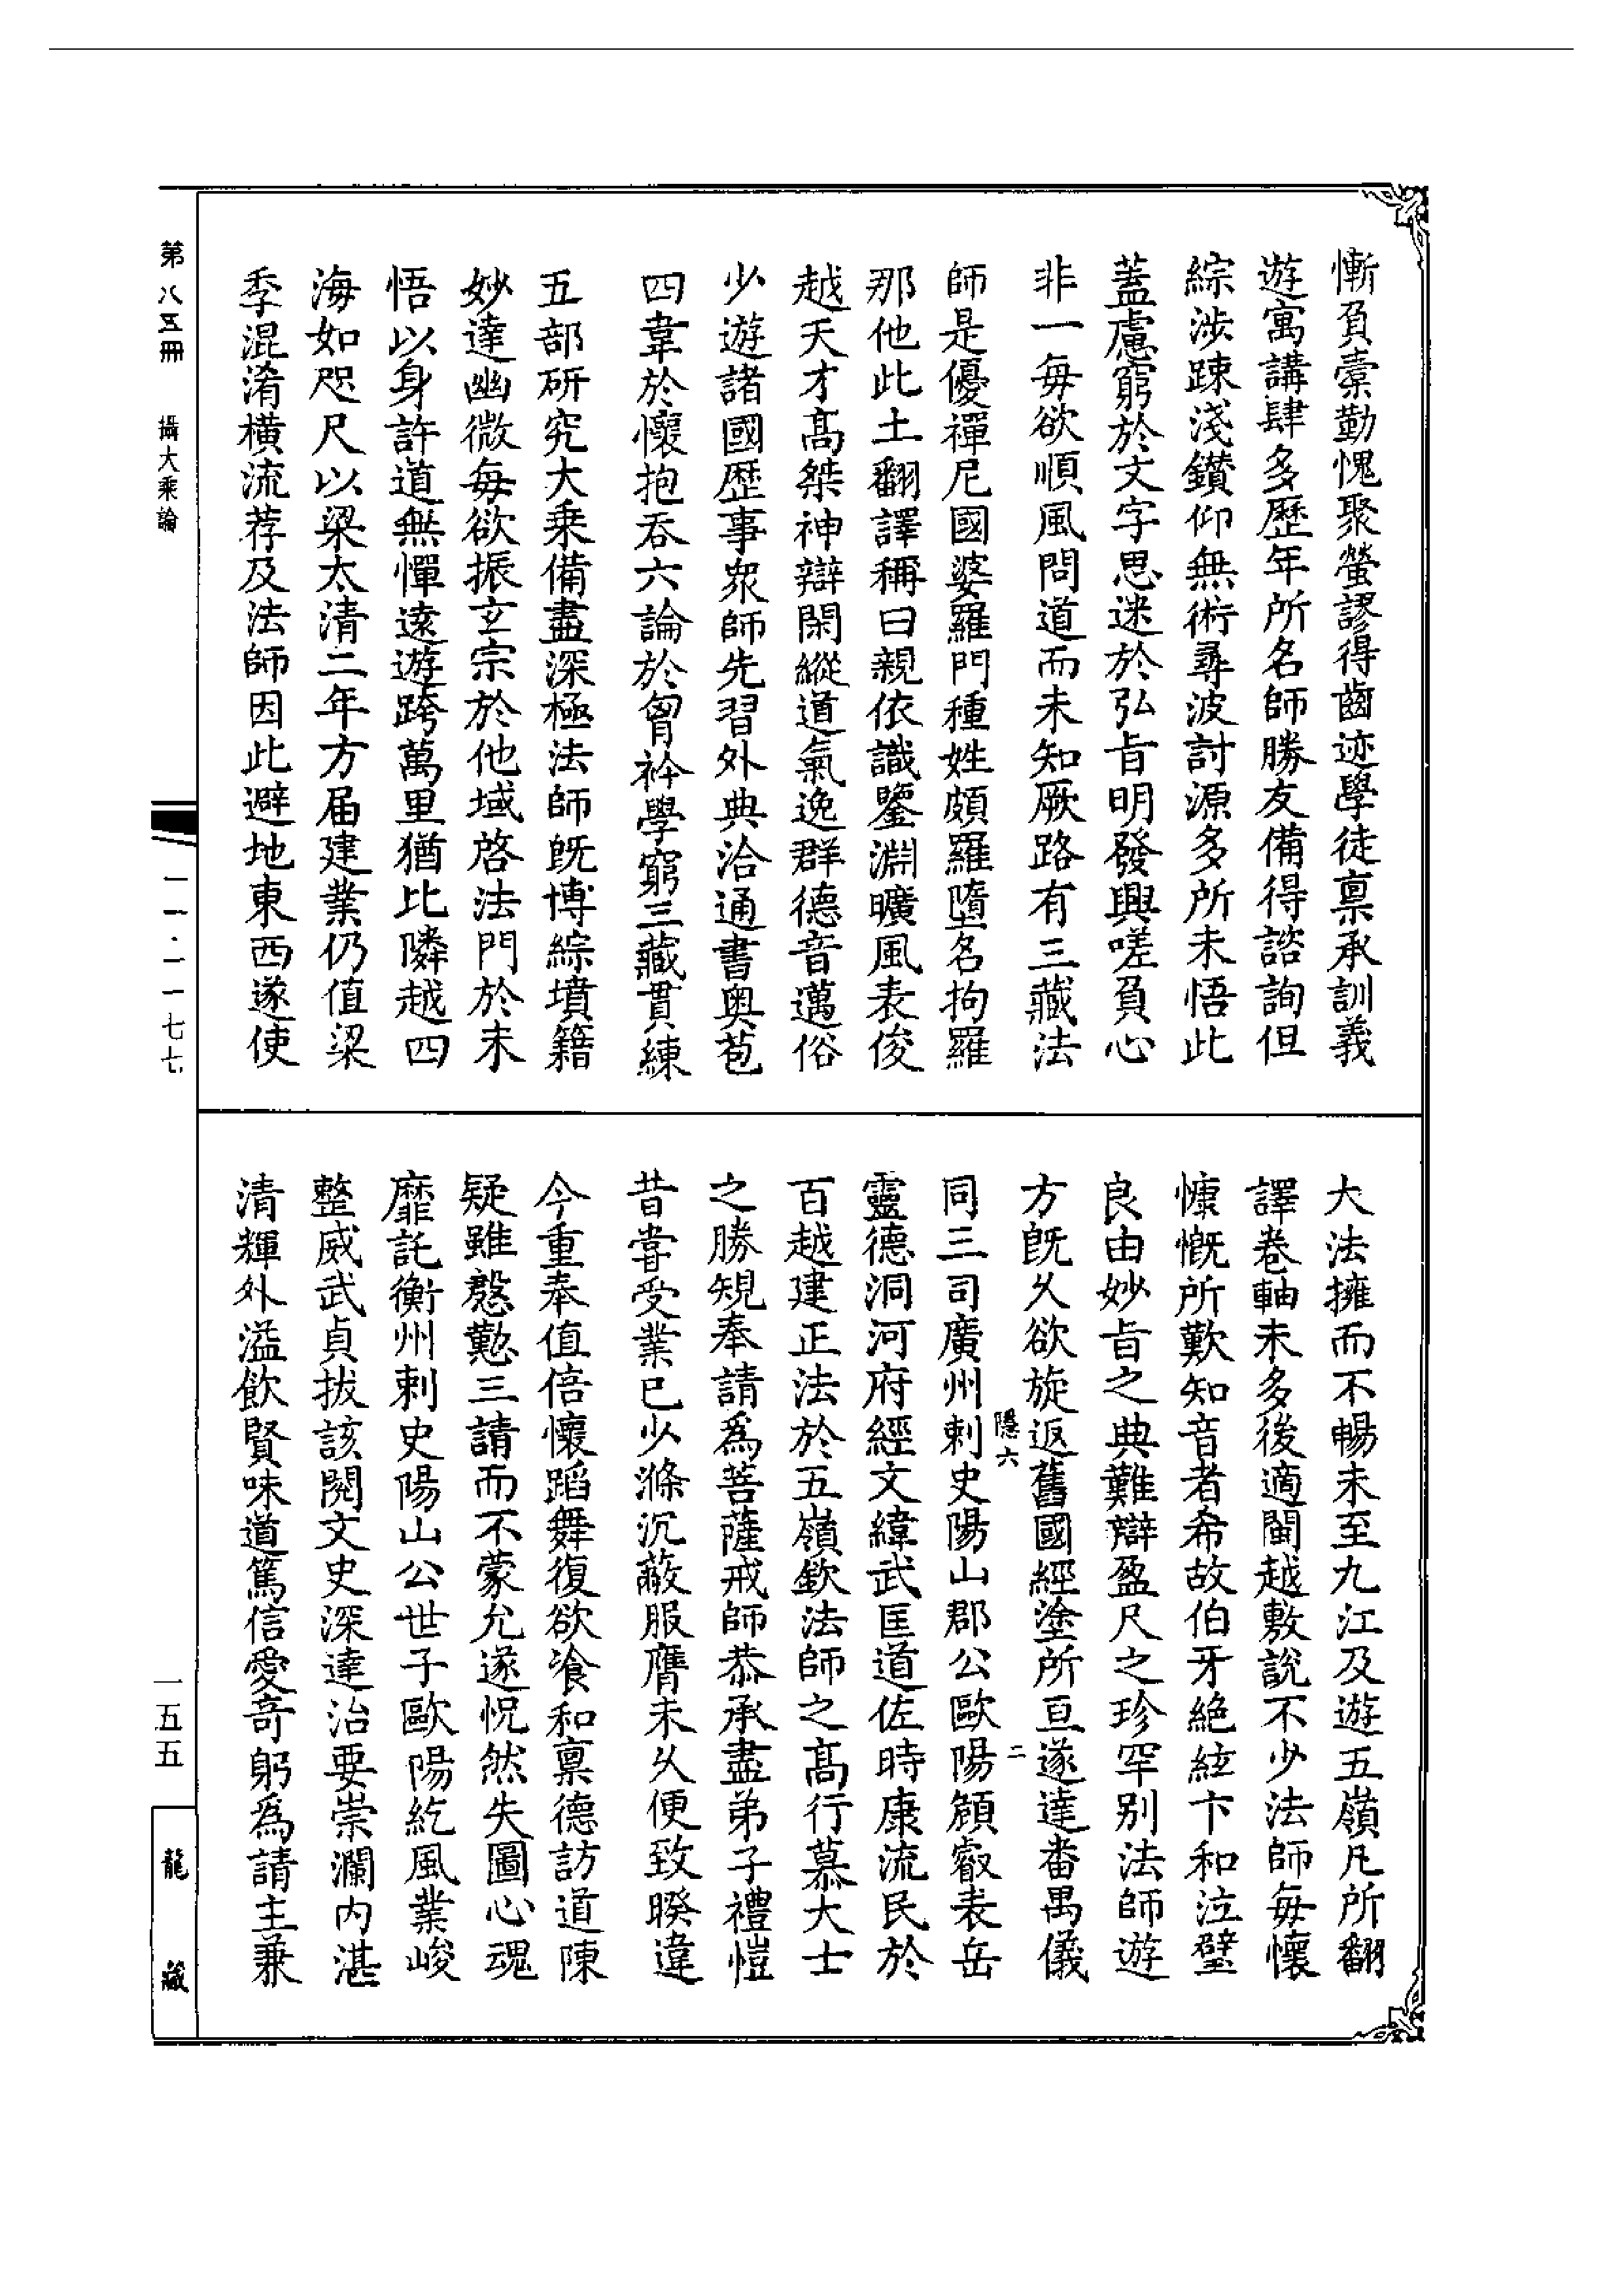 慚負橐勤愧聚螢謬得齒迹學徒稟承訓義
遊寓講肆多歷年所名師勝友備得諮詢但
綜涉踈淺鑽仰無術尋波討源多所未悟此
蓋慮窮於文字思迷於弘旨明發興嗟負心
非一每欲順風問道而未知厥路有三藏法
師是優禪尼國婆羅門種姓頗羅墮名拘羅
那他此土翻譯稱曰親依識鑒淵曠風表俊
越天才高桀神辯閑縱道氣逸群德音邁俗
少遊諸國歷事眾師先習外典洽通書奧苞
四韋於懷抱吞六論於胷衿學窮三藏貫練
五部研究大乗備盡深極法師旣博綜墳籍
妙達幽微每欲振玄宗於他域啓法門於未
悟以身許道無憚遠遊跨萬里猶比隣越四
海如咫尺以梁太清二年方屆建業仍值梁
季混淆橫流荐及法師因此避地東西遂使
大法擁而不暢未至九江及遊五嶺凡所翻
譯卷軸未多後適閩越敷説不少法師每懷
慷慨所歎知音者希故伯牙絶絃卞和泣璧
良由妙旨之典難辯盈尺之珍罕別法師遊
方旣久欲旋返舊國經塗所亘遂達番禺儀
隱六
二
同三司廣州刺史陽山郡公歐陽頠睿表岳
靈德洞河府經文緯武匡道佐時康流民於
百越建正法於五嶺欽法師之高行慕大士
之勝規奉請爲菩薩戒師恭承盡弟子禮愷
昔嘗受業已少滌沉蔽服膺未久便致暌違
今重奉值倍懷蹈舞復欲飡和稟德訪道陳
疑雖慇懃三請而不蒙允遂怳然失圖心魂
靡託衡州刺史陽山公世子歐陽紇風業峻
整威武貞拔該閱文史深達治要崇瀾內湛
清輝外溢飲賢味道篤信愛奇躬爲請主兼
第八五冊 攝大乘論
一一·二一七七
一五五
龍藏